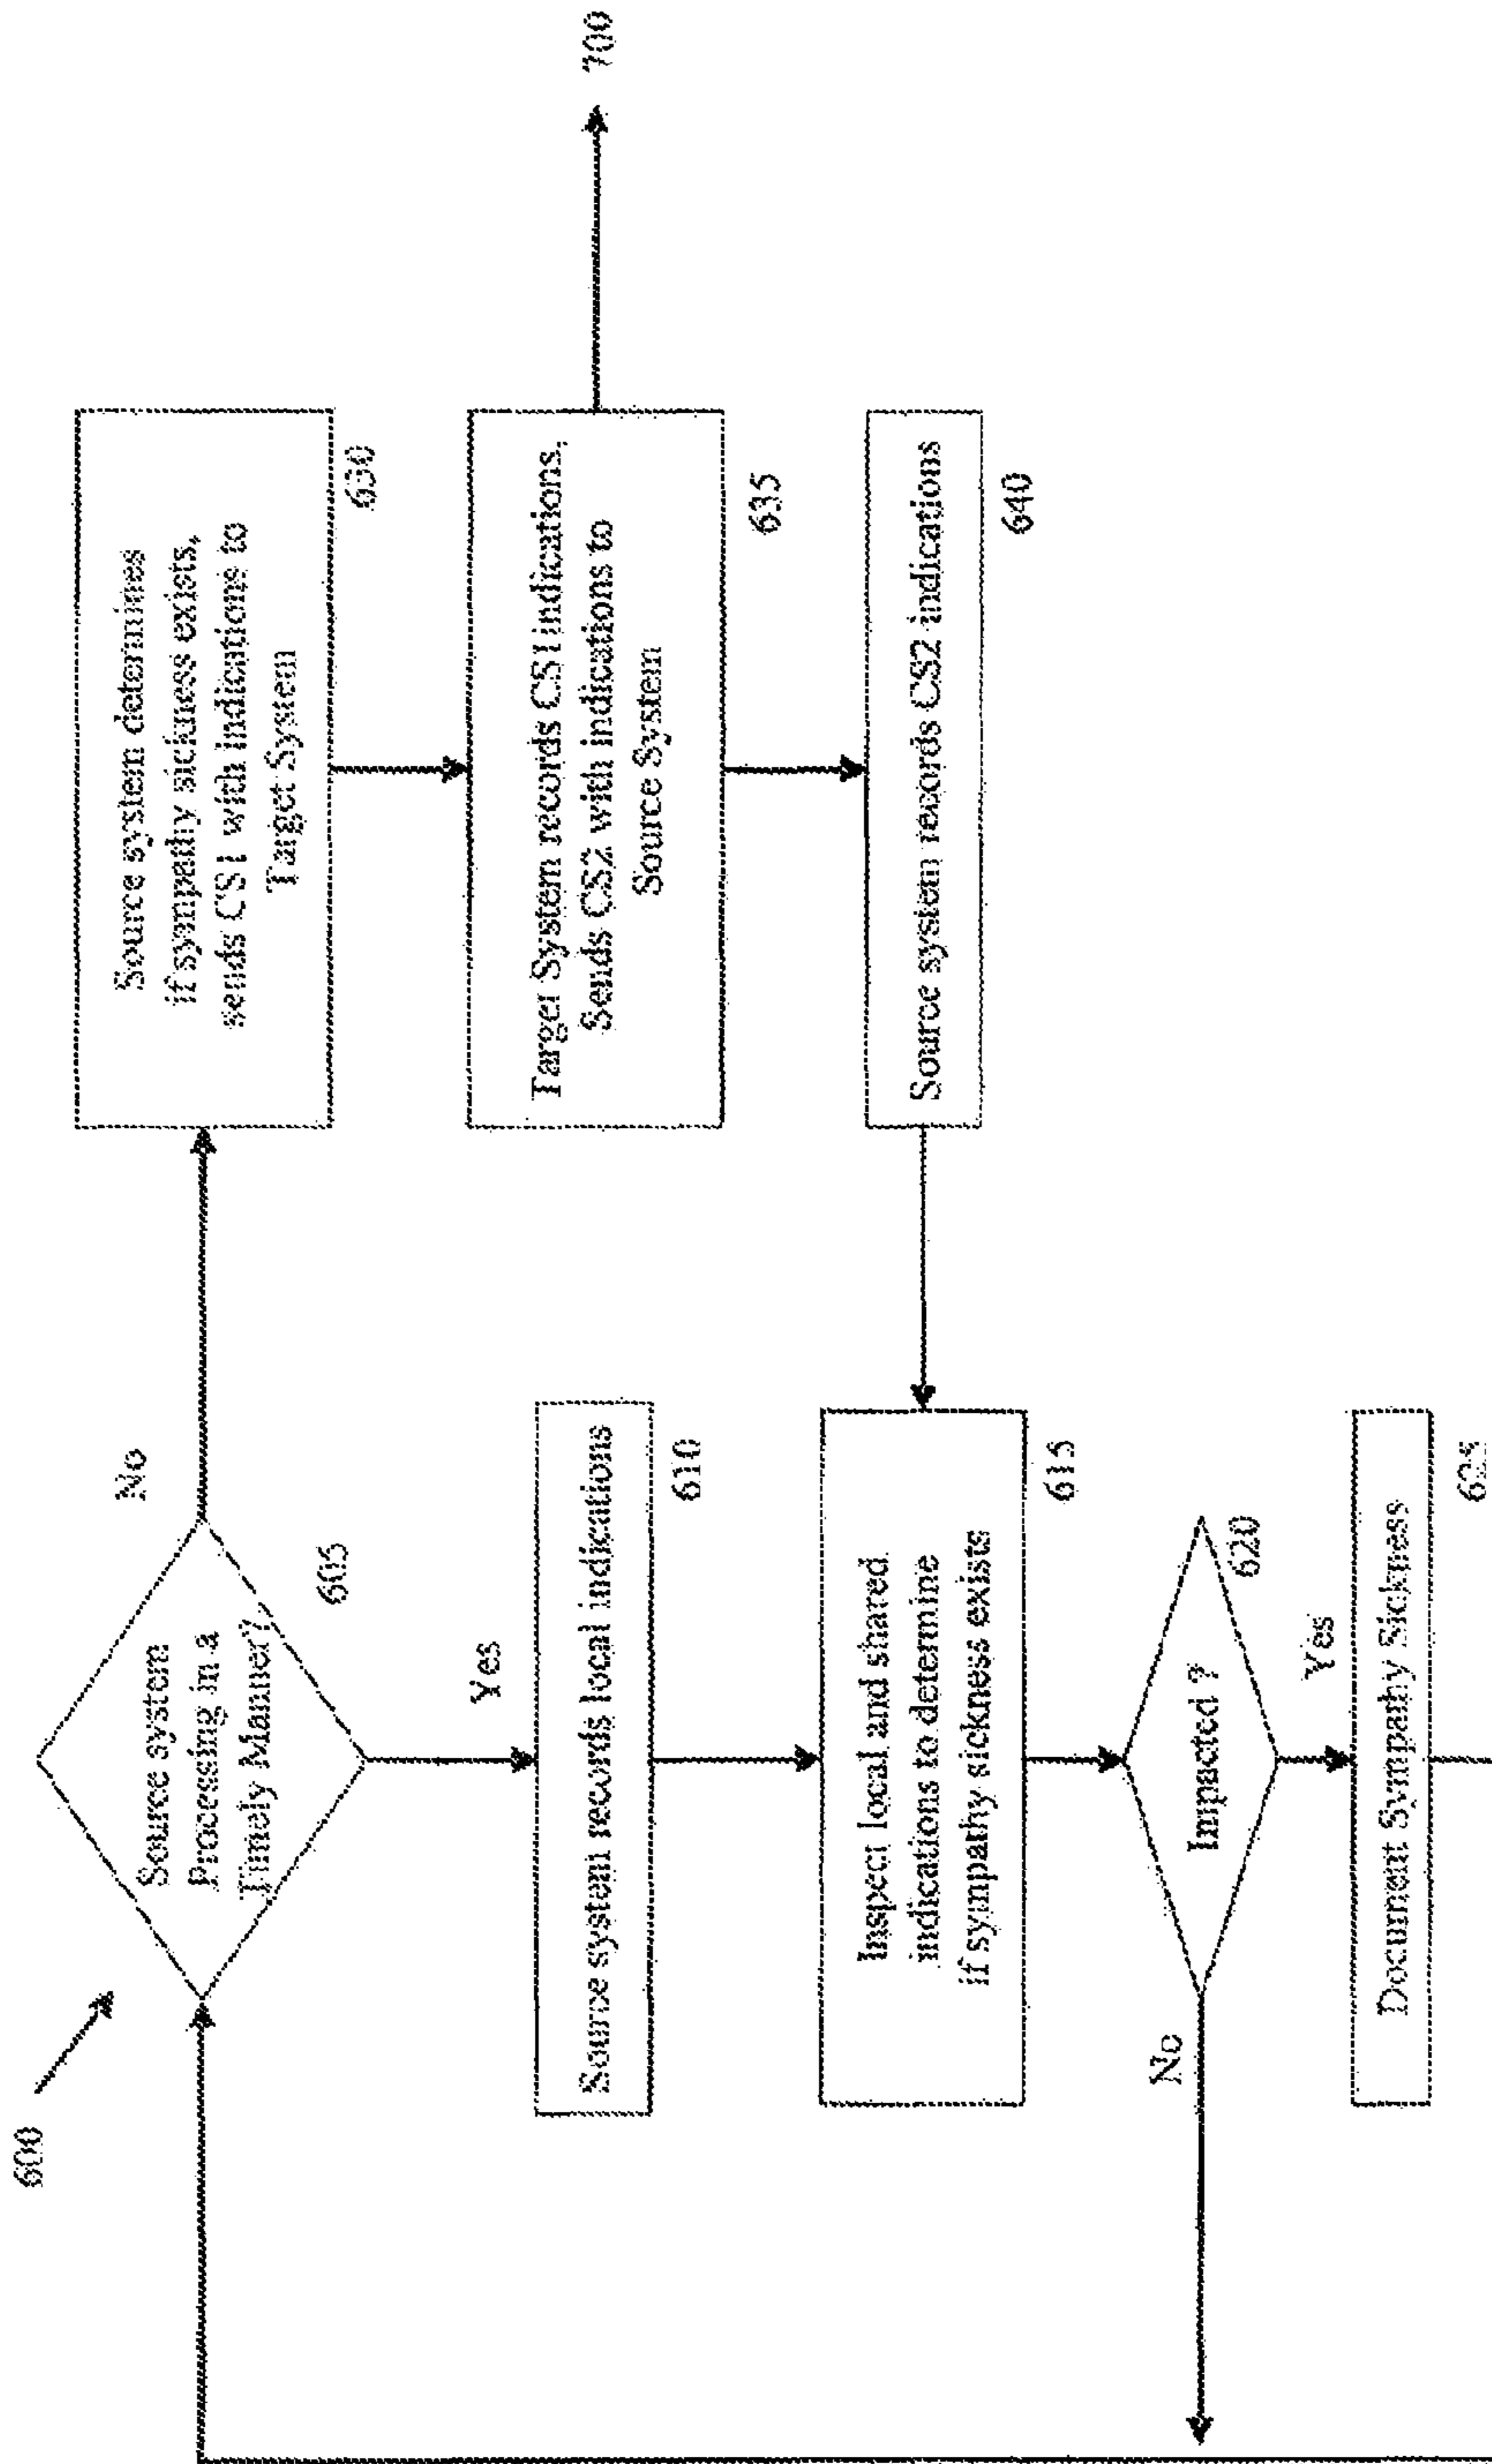 600
Source system
Processing in a
Timely Manner?
605
No
Yes
Source system records local indications
610
Inspect local and shared
indications to determine
if sympathy sickness exists
615
Impacted ?
620
No
Yes
Document Sympathy Sickness
625
Source system determines
if sympathy sickness exists,
sends CS1 with indications to
Target System
630
Target System records CS1 indications,
Sends CS2 with indications to
Source System
635
700
Source system records CS2 indications
640